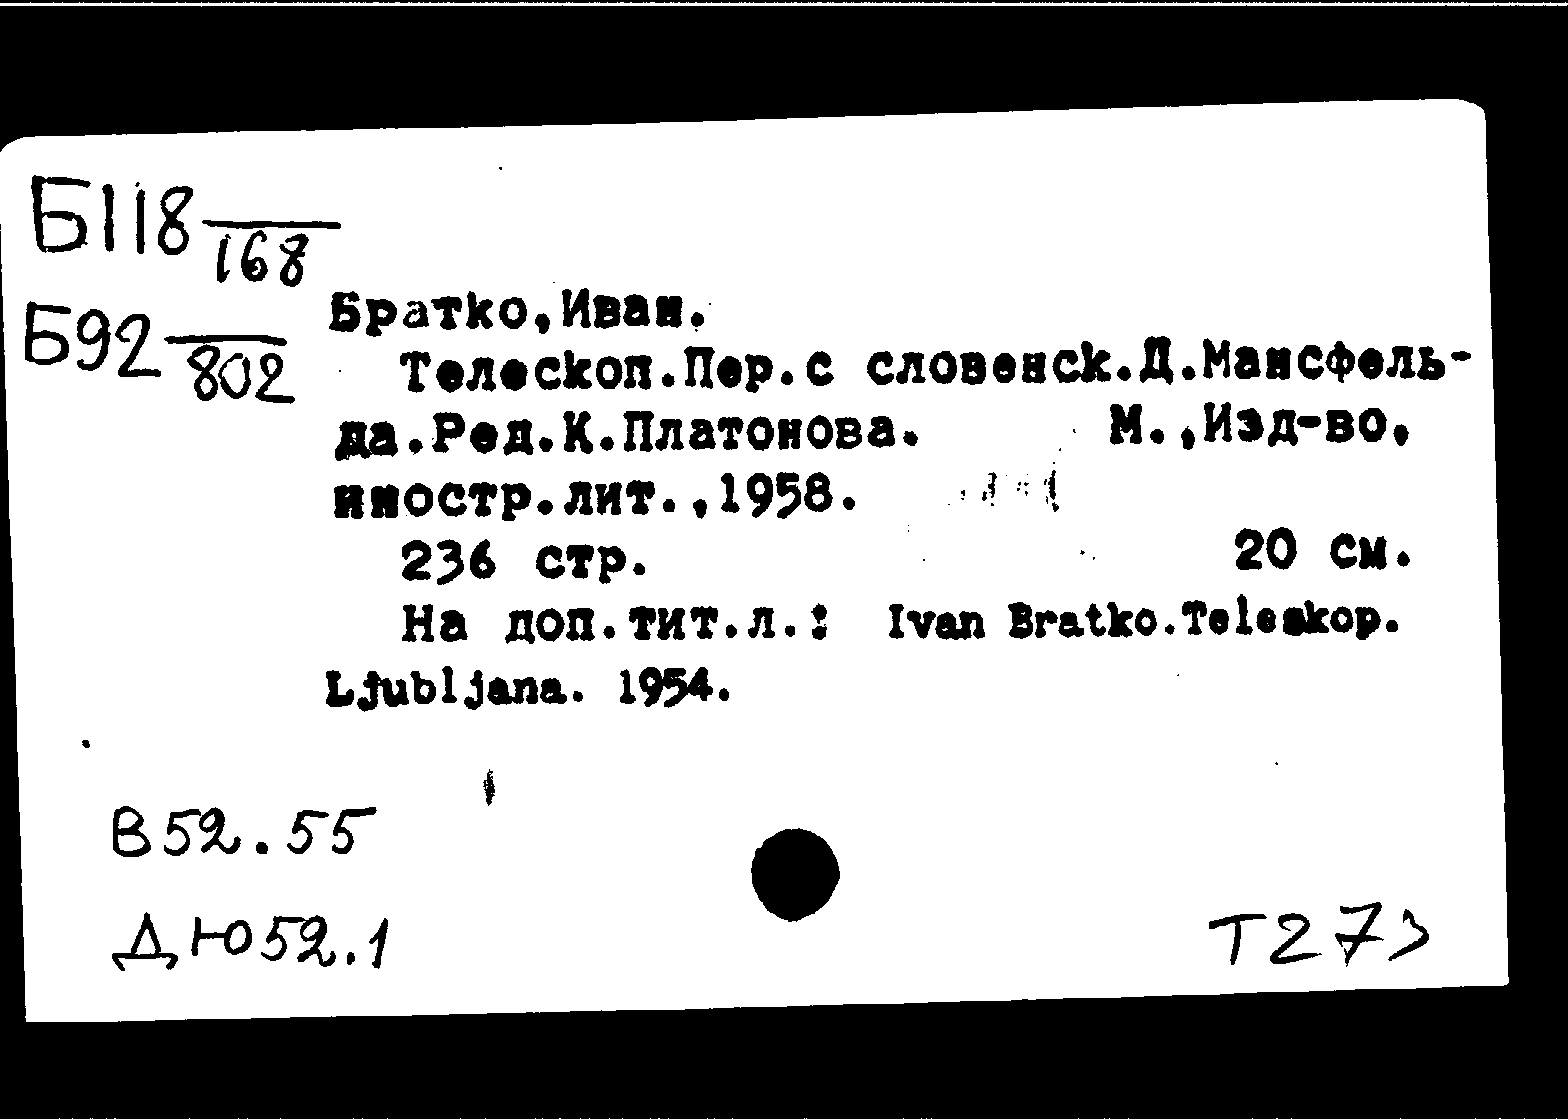 Б118
168
Б92
802
Братко,Иван.
Телескоп.Пер.с словенск.Д.Мансфель-
да.Ред.К.Платонова. М.,Изд-во.
иностр.лит.,1958.
236 стр. 20 см.
На доп.тит.л.: Ivan Bratko.Teleskop.
Ljubljana. 1954.
В52.55
ДЮ52.1
Т273